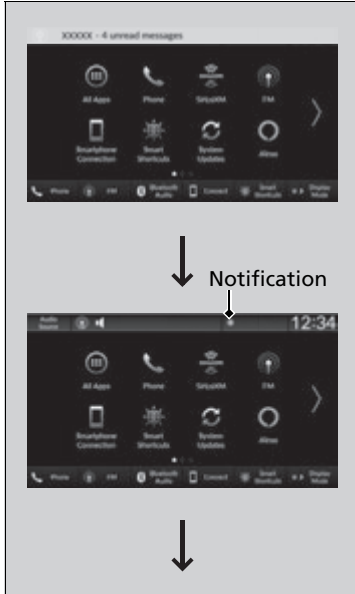 XXXXX - 4 unread messages
All Apps Phone SiriusXM FM
Smartphone Connection Smart Shortcuts System Updates Alexa
Phone FM Bluetooth Audio Connect Smart Shortcuts Display Mode
Notification
Audio Source 12:34
All Apps Phone SiriusXM FM
Smartphone Connection Smart Shortcuts System Updates Alexa
Phone FM Bluetooth Audio Connect Smart Shortcuts Display Mode